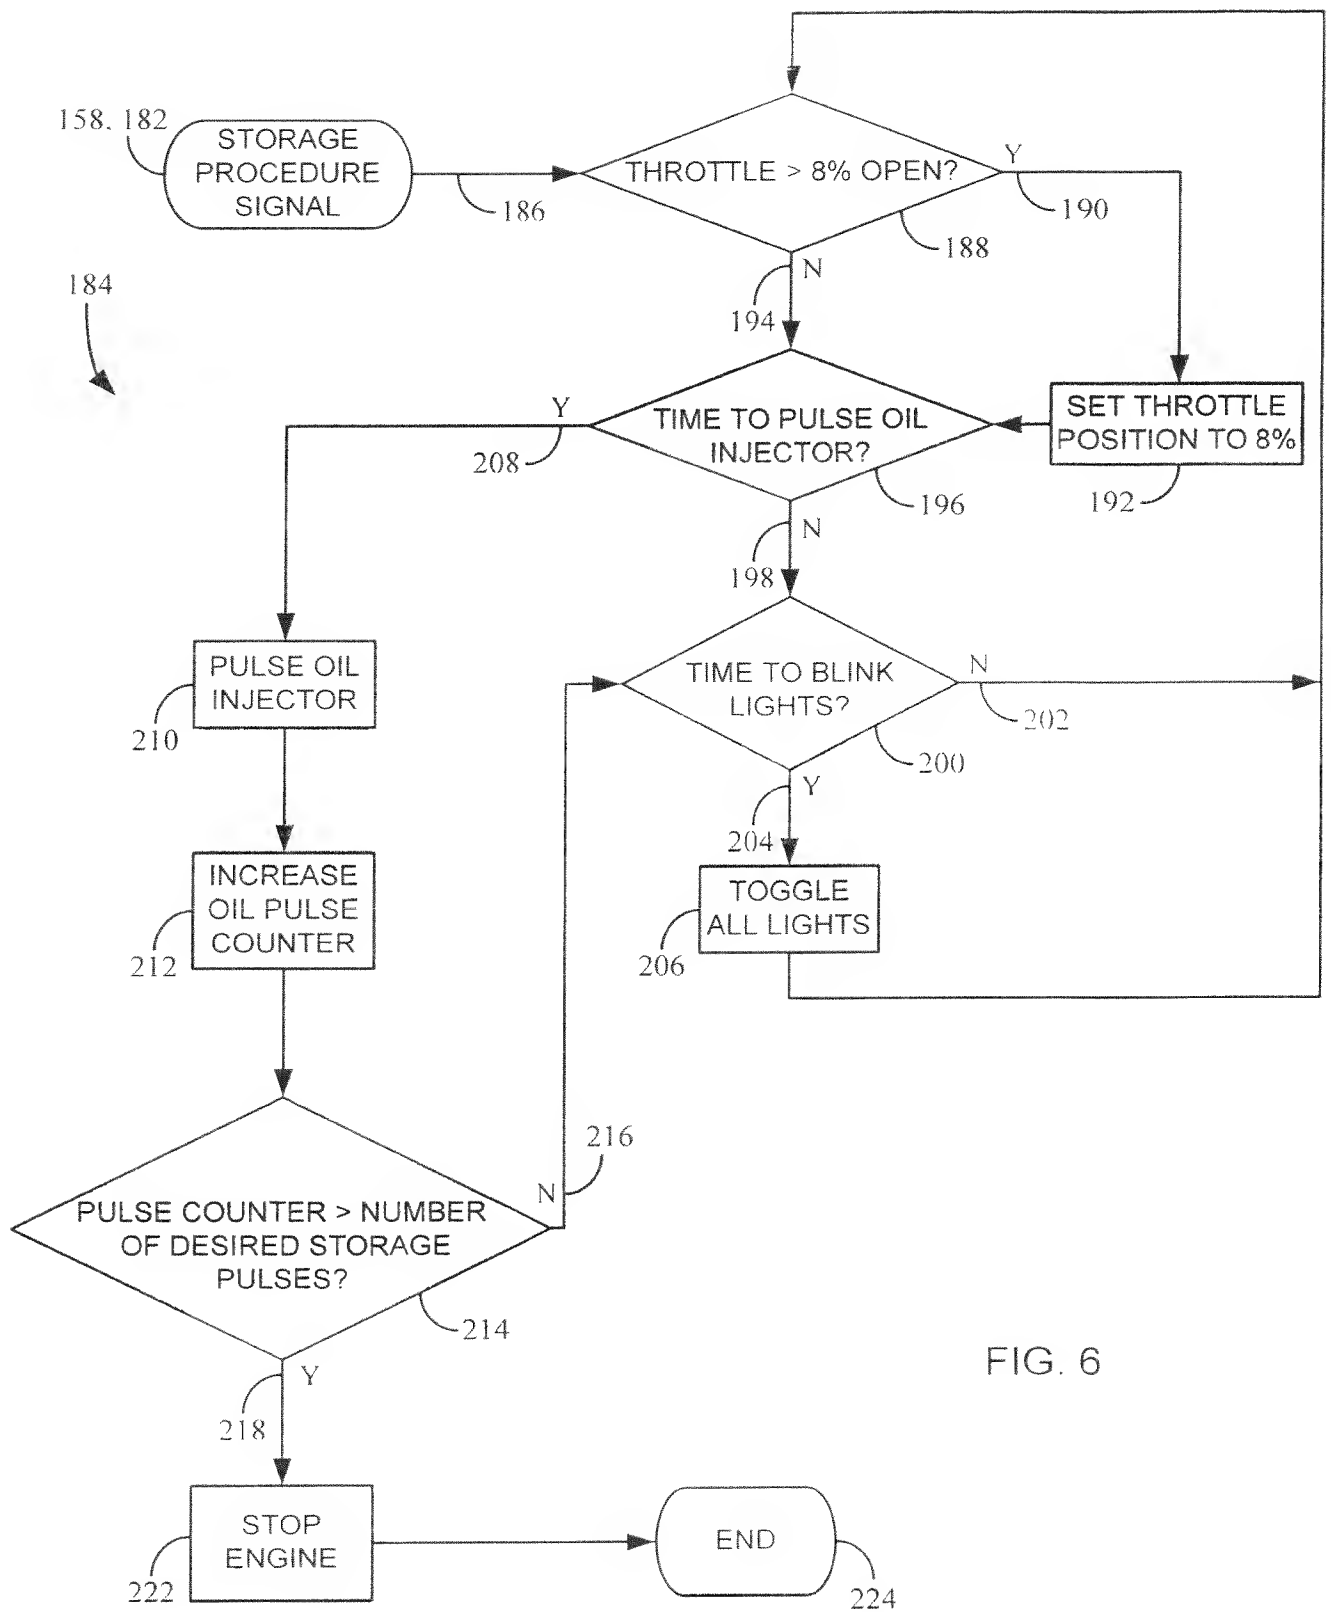 158, 182
STORAGE
PROCEDURE
SIGNAL
186
THROTTLE > 8% OPEN?
Y
190
188
N
194
184
TIME TO PULSE OIL
INJECTOR?
Y
208
196
SET THROTTLE
POSITION TO 8%
192
N
198
PULSE OIL
INJECTOR
210
TIME TO BLINK
LIGHTS?
N
202
200
Y
204
INCREASE
OIL PULSE
COUNTER
212
TOGGLE
ALL LIGHTS
206
216
N
PULSE COUNTER > NUMBER
OF DESIRED STORAGE
PULSES?
214
Y
218
FIG. 6
STOP
ENGINE
222
END
224